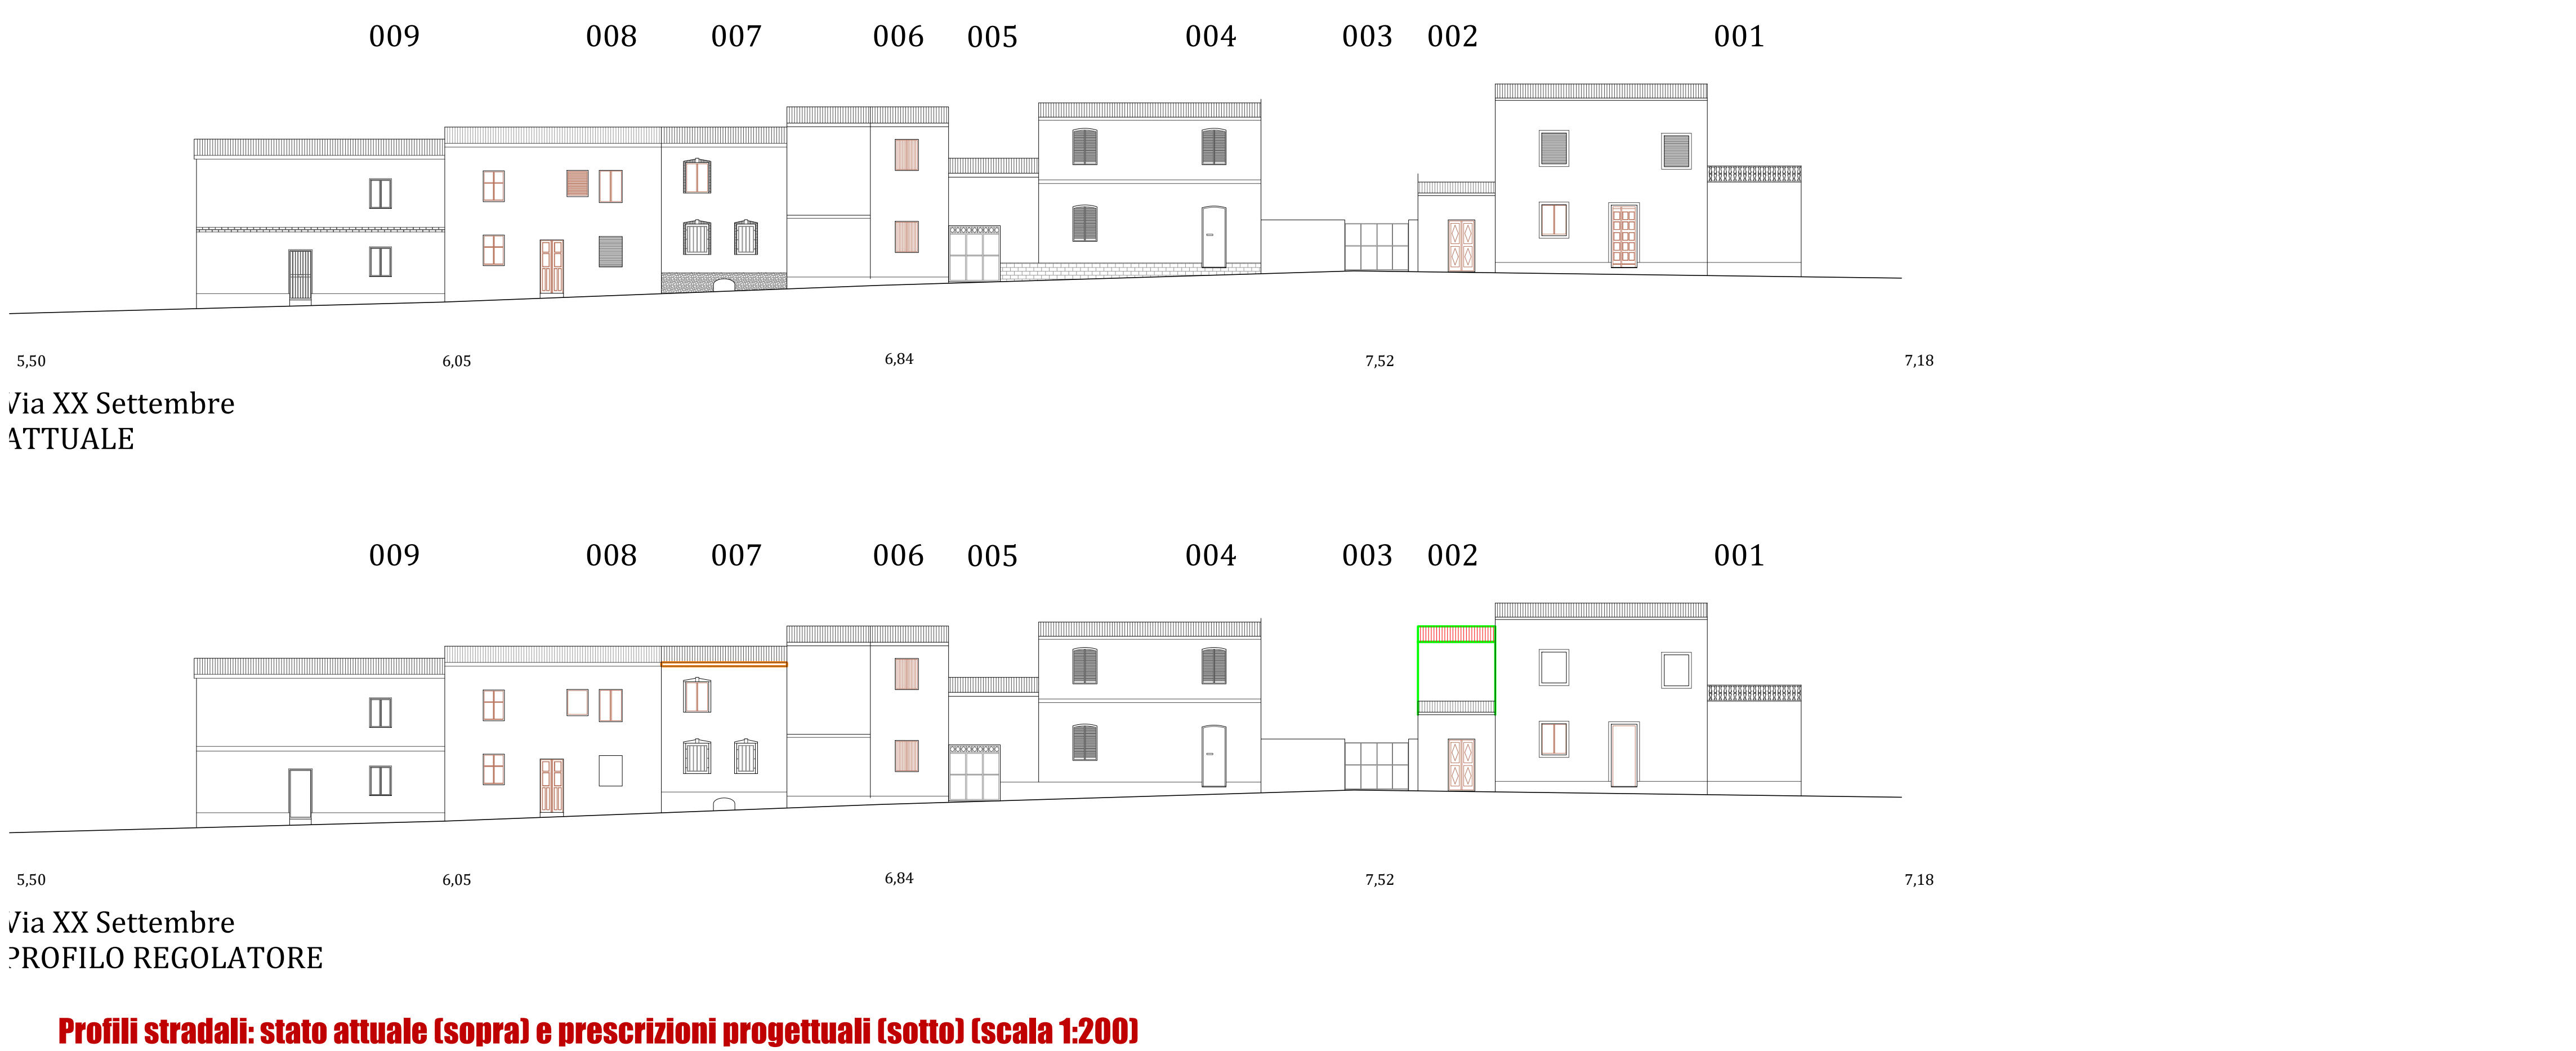 009 008 007 006 005 004 003 002 001
5,50 6,05 6,84 7,52 7,18
Via XX Settembre
ATTUALE
009 008 007 006 005 004 003 002 001
5,50 6,05 6,84 7,52 7,18
Via XX Settembre
PROFILO REGOLATORE
Profili stradali: stato attuale (sopra) e prescrizioni progettuali (sotto) (scala 1:200)